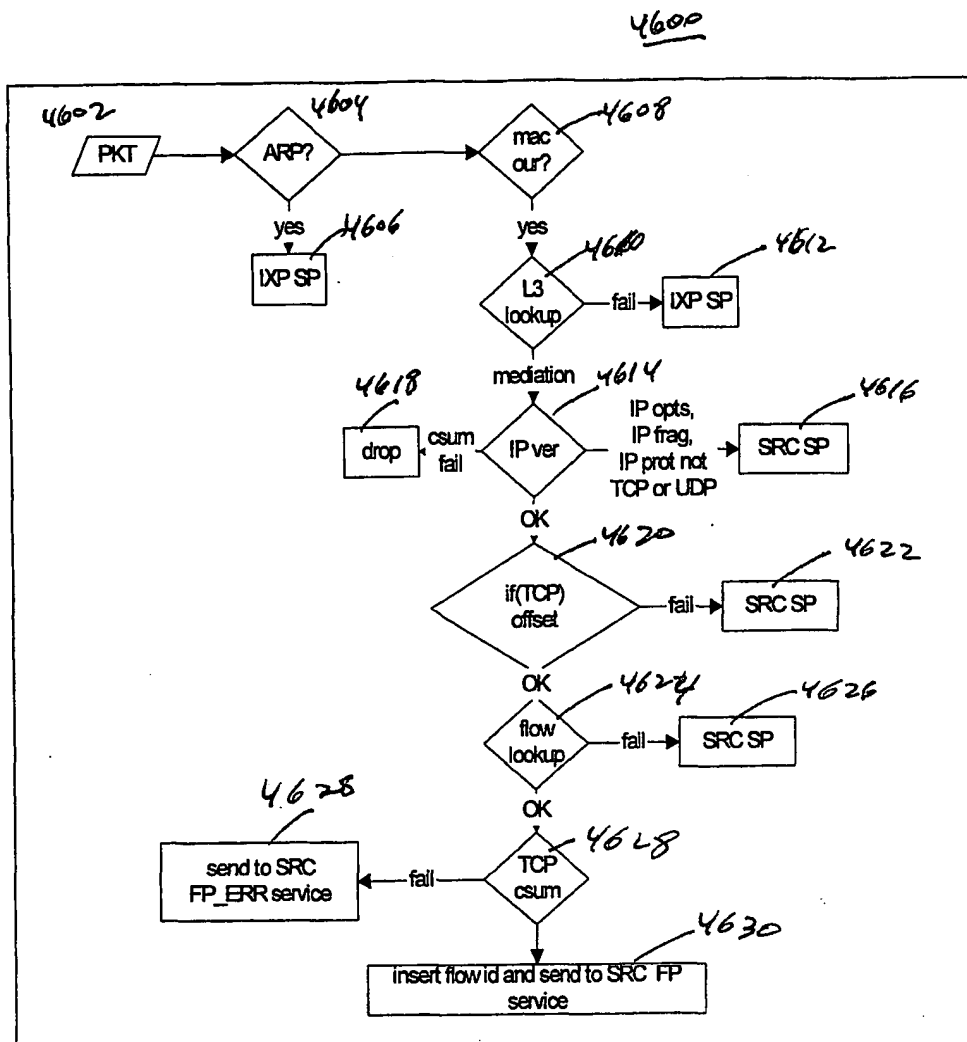 4600
4602
4604
4608
PKT
ARP?
mac
our?
yes
4606
yes
4610
4612
IXP SP
L3
lookup
fail
IXP SP
mediation
4618
4614
4616
drop
csum
fail
IP ver
IP opts,
IP frag,
IP prot not
TCP or UDP
SRC SP
OK
4620
4622
if(TCP)
offset
fail
SRC SP
OK
4624
4626
flow
lookup
fail
SRC SP
4628
OK
4628
send to SRC
FP_ERR service
fail
TCP
csum
4630
insert flow id and send to SRC FP
service